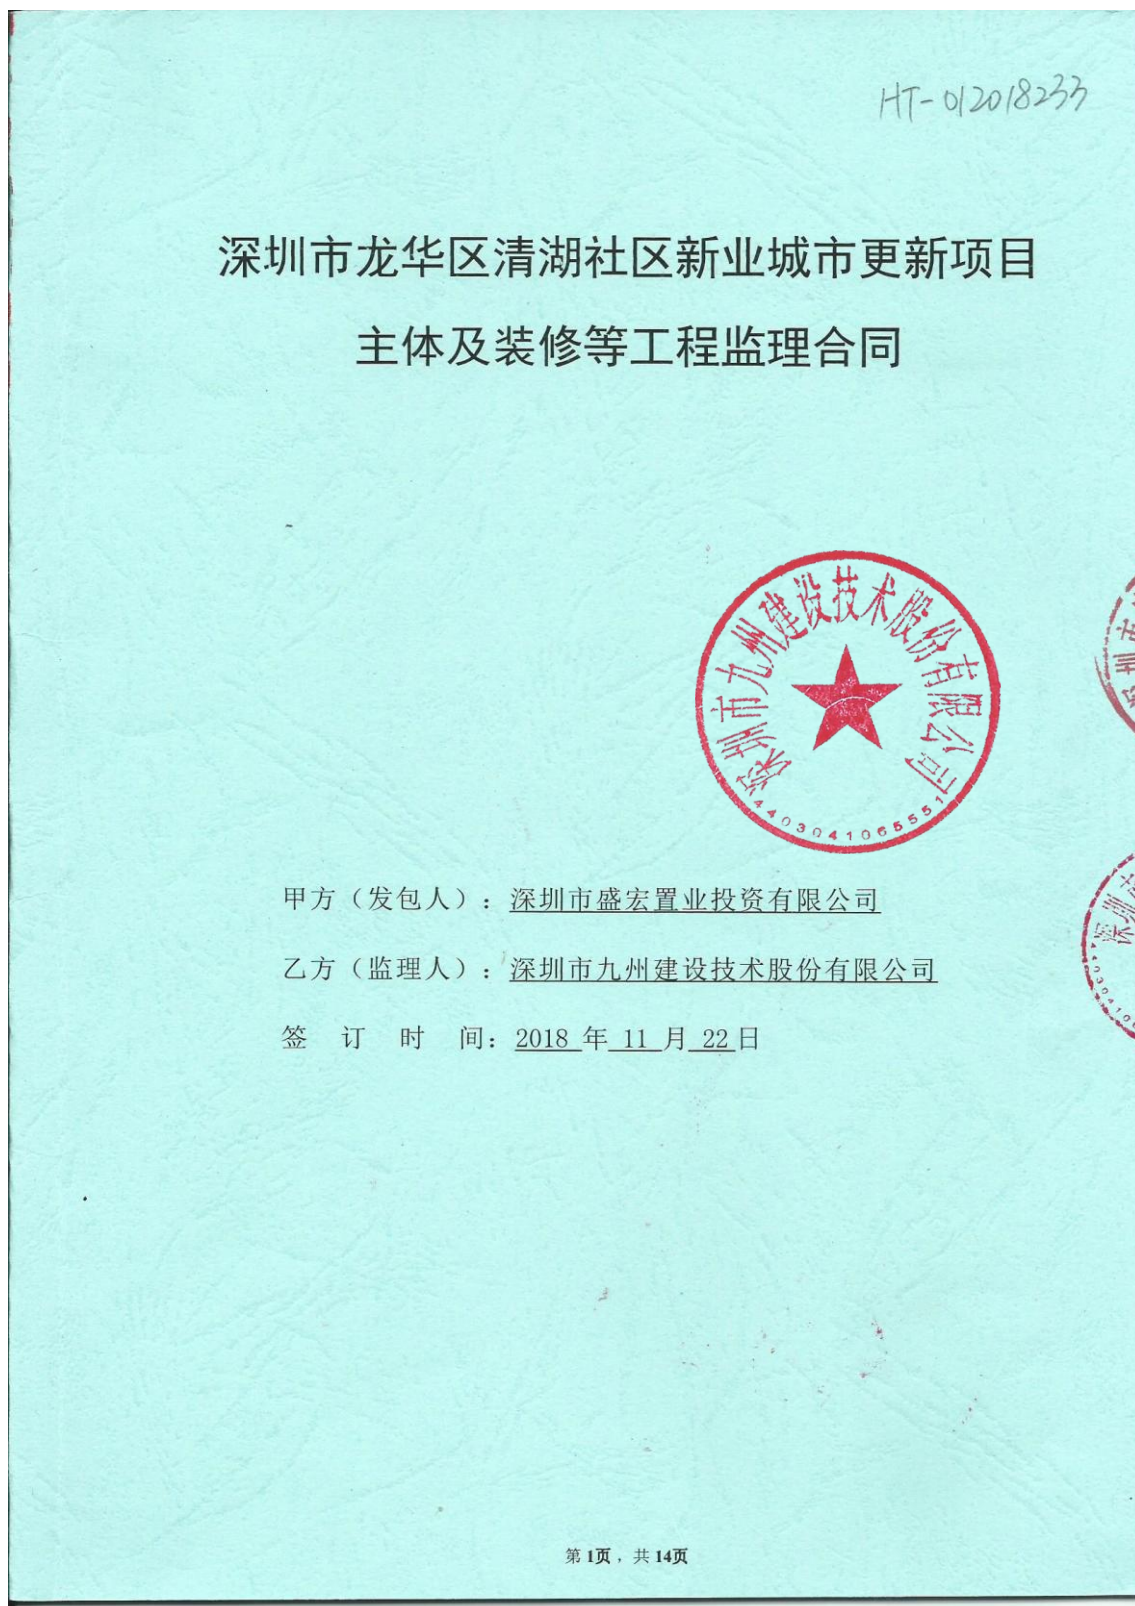 HT-012018233
深圳市龙华区清湖社区新业城市更新项目
主体及装修等工程监理合同
深圳市九州建设技术股份有限公司
4403041065551
圳市
深圳市
甲方（发包人）：深圳市盛宏置业投资有限公司
乙方（监理人）：深圳市九州建设技术股份有限公司
签 订 时 间：2018 年 11 月 22 日
第 1页 ，共 14页